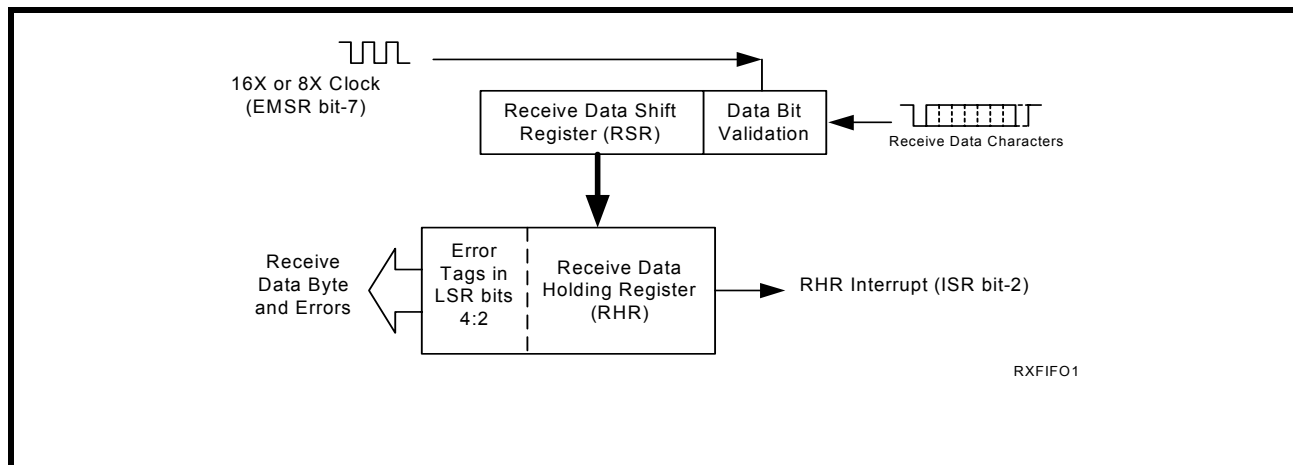 16X or 8X Clock
(EMSR bit-7)
Receive Data Shift
Register (RSR)
Data Bit
Validation
Receive Data Characters
Receive
Data Byte
and Errors
Error
Tags in
LSR bits
4:2
Receive Data
Holding Register
(RHR)
RHR Interrupt (ISR bit-2)
RXFIFO1